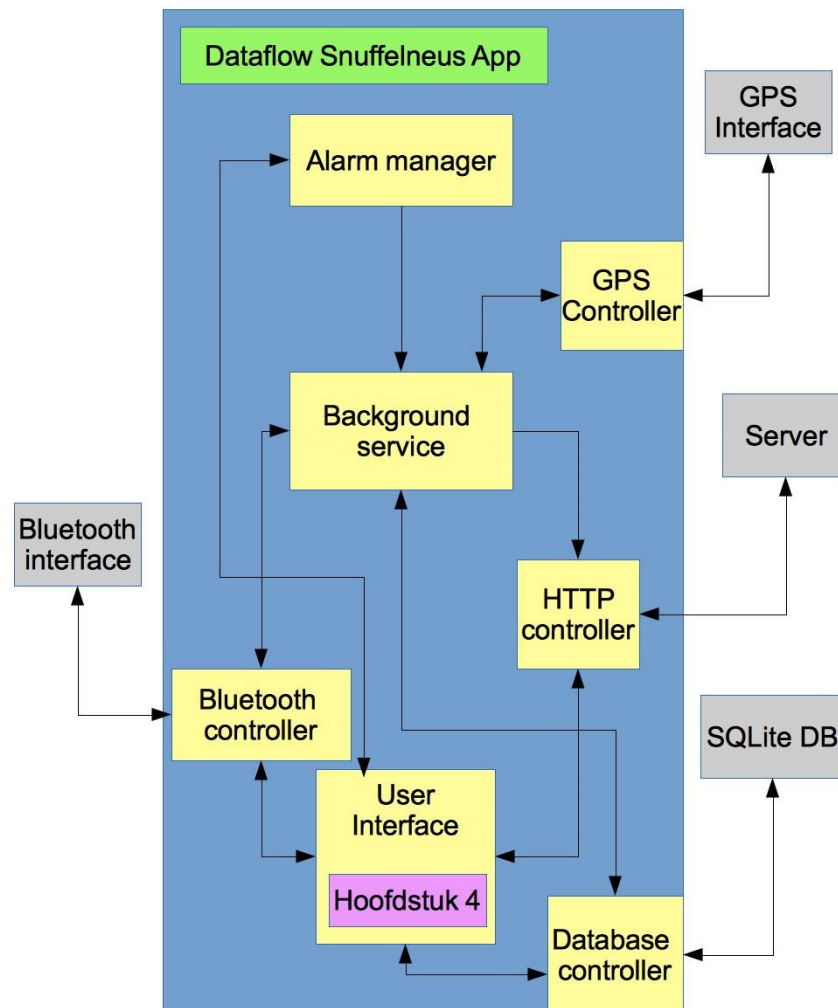 Dataflow Snuffelneus App
GPS
Interface
Alarm manager
GPS
Controller
Background
service
Server
Bluetooth
interface
HTTP
controller
Bluetooth
controller
SQLite DB
User
Interface
Hoofdstuk 4
Database
controller